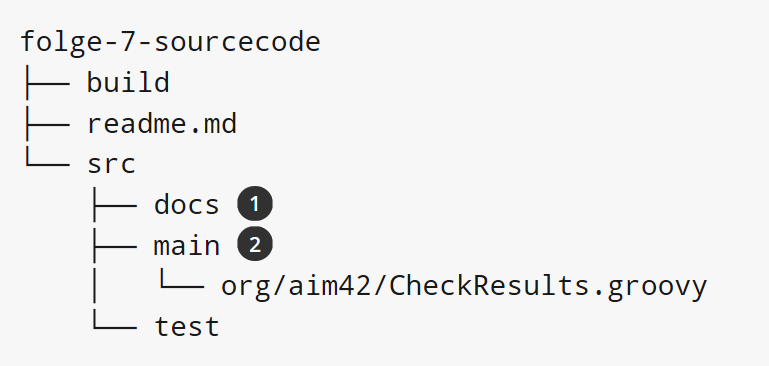 folge-7-sourcecode
├── build
├── readme.md
└── src
    ├── docs 1
    ├── main 2
    │   └── org/aim42/CheckResults.groovy
    └── test